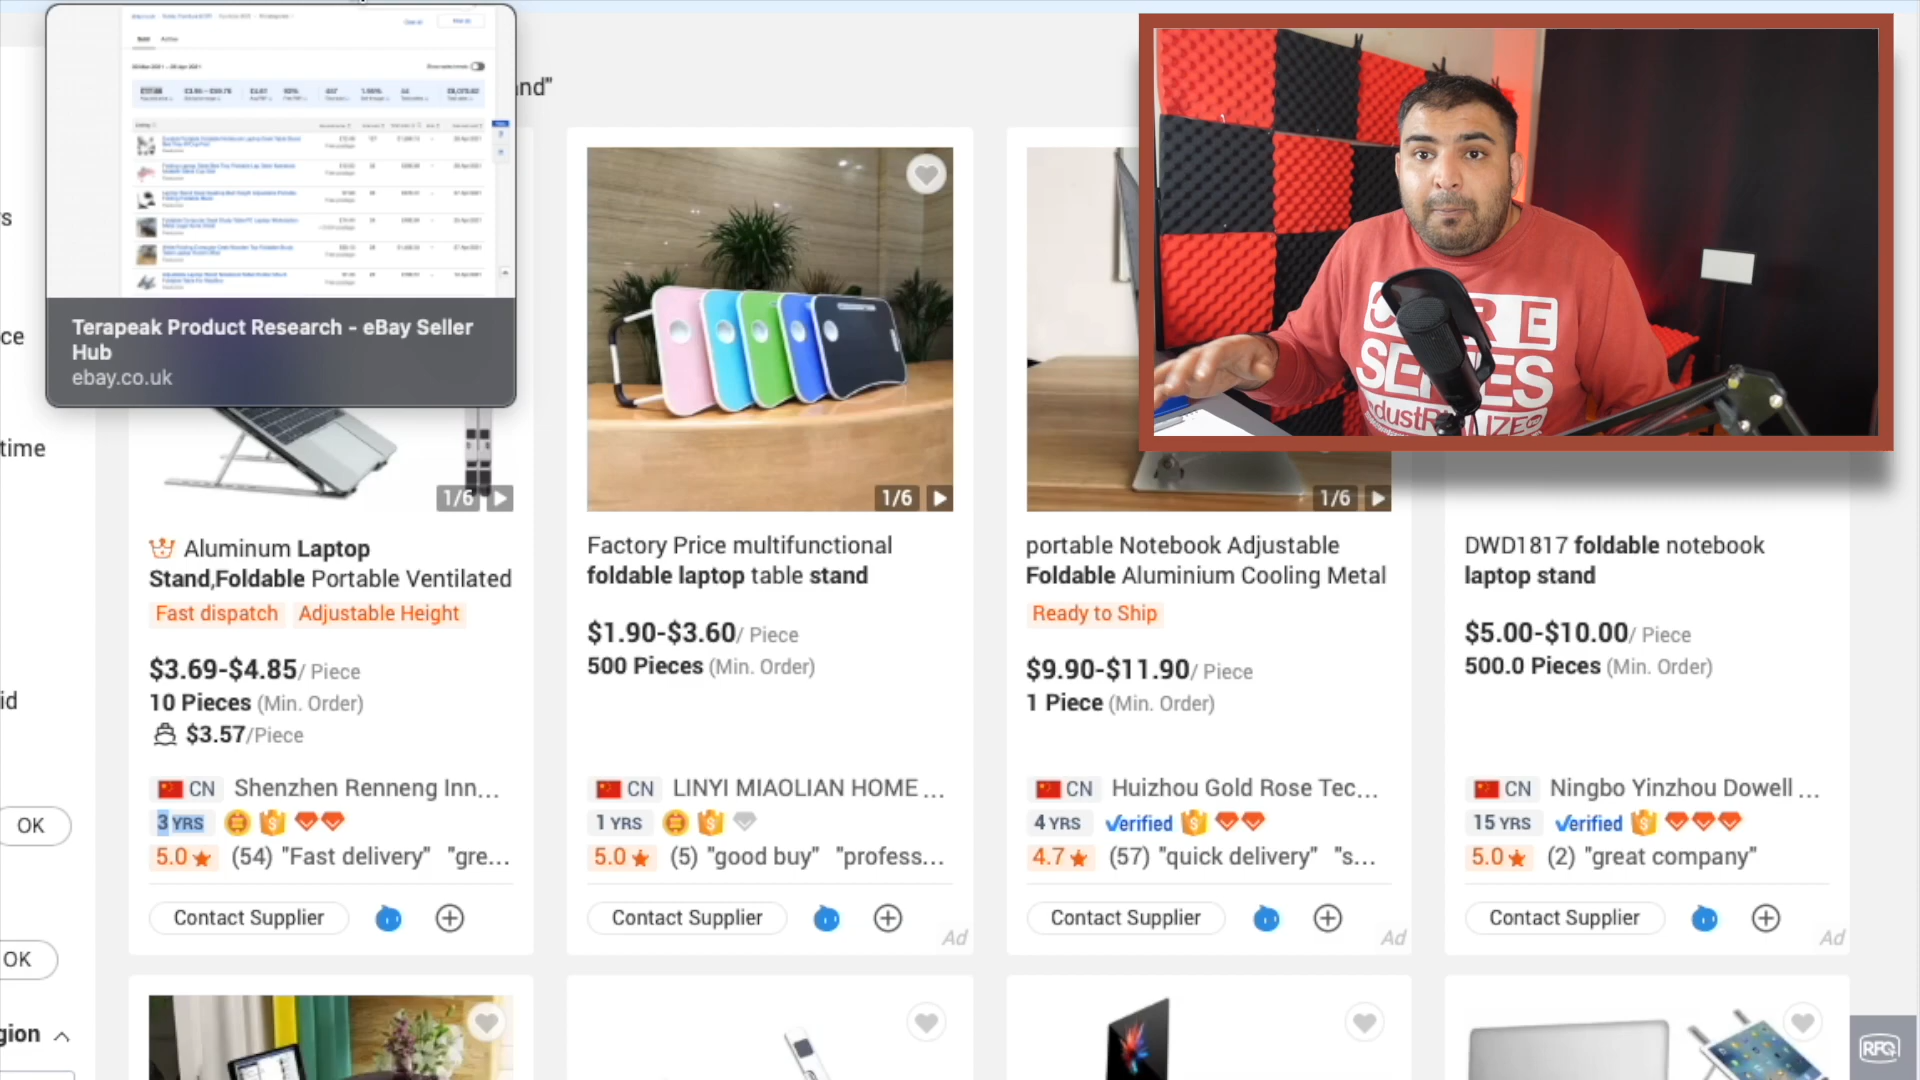 and"
Terapeak Product Research - eBay Seller
Hub
ebay.co.uk
s
ce
time
id
OK
OK
gion
1/6
1/6
1/6
C R E
SERIES
IndustRIALIZE
Aluminum Laptop
Stand,Foldable Portable Ventilated
Fast dispatch Adjustable Height
$3.69-$4.85/ Piece
10 Pieces (Min. Order)
$3.57/Piece
CN Shenzhen Renneng Inn...
3 YRS
5.0 (54) "Fast delivery" "gre...
Contact Supplier
Factory Price multifunctional
foldable laptop table stand
$1.90-$3.60/ Piece
500 Pieces (Min. Order)
CN LINYI MIAOLIAN HOME ...
1 YRS
5.0 (5) "good buy" "profess...
Contact Supplier
Ad
portable Notebook Adjustable
Foldable Aluminium Cooling Metal
Ready to Ship
$9.90-$11.90/ Piece
1 Piece (Min. Order)
CN Huizhou Gold Rose Tec...
4 YRS Verified
4.7 (57) "quick delivery" "s...
Contact Supplier
Ad
DWD1817 foldable notebook
laptop stand
$5.00-$10.00/ Piece
500.0 Pieces (Min. Order)
CN Ningbo Yinzhou Dowell ...
15 YRS Verified
5.0 (2) "great company"
Contact Supplier
Ad
RFQ